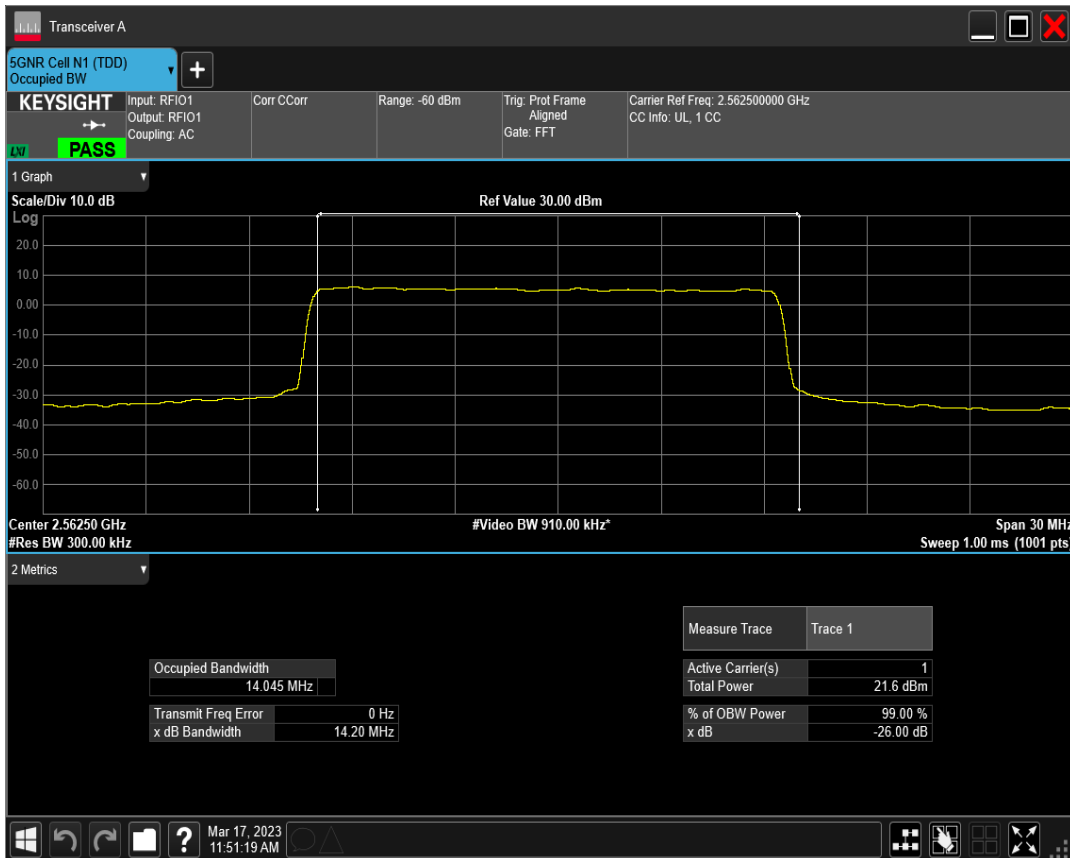 Transceiver A
5GNR Cell N1 (TDD)
Occupied BW
+
KEYSIGHT
LXI
PASS
Input: RFIO1
Output: RFIO1
Coupling: AC
Corr CCorr
Range: -60 dBm
Trig: Prot Frame
Aligned
Gate: FFT
Carrier Ref Freq: 2.562500000 GHz
CC Info: UL, 1 CC
1 Graph
Scale/Div 10.0 dB
Ref Value 30.00 dBm
Log
20.0
10.0
0.00
-10.0
-20.0
-30.0
-40.0
-50.0
-60.0
Center 2.56250 GHz
#Video BW 910.00 kHz*
Span 30 MHz
#Res BW 300.00 kHz
Sweep 1.00 ms (1001 pts)
2 Metrics
Measure Trace Trace 1
Occupied Bandwidth
14.045 MHz
Active Carrier(s) 1
Total Power 21.6 dBm
Transmit Freq Error 0 Hz
x dB Bandwidth 14.20 MHz
% of OBW Power 99.00 %
x dB -26.00 dB
?
Mar 17, 2023
11:51:19 AM